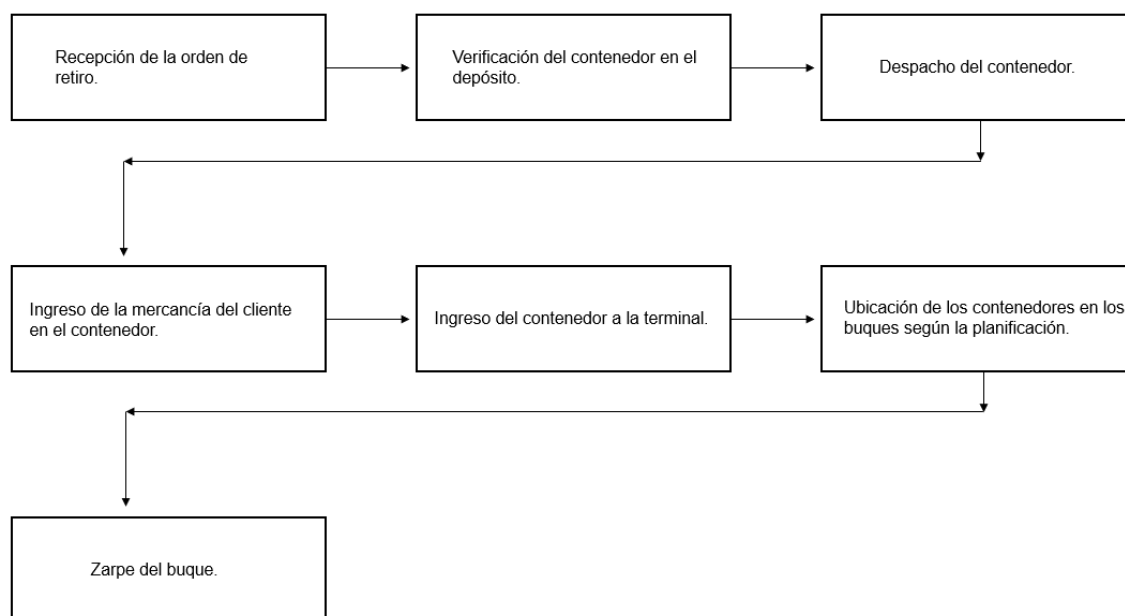 Recepción de la orden de
retiro.
Verificación del contenedor en el
depósito.
Despacho del contenedor.
Ingreso de la mercancía del cliente
en el contenedor.
Ingreso del contenedor a la terminal.
Ubicación de los contenedores en los
buques según la planificación.
Zarpe del buque.